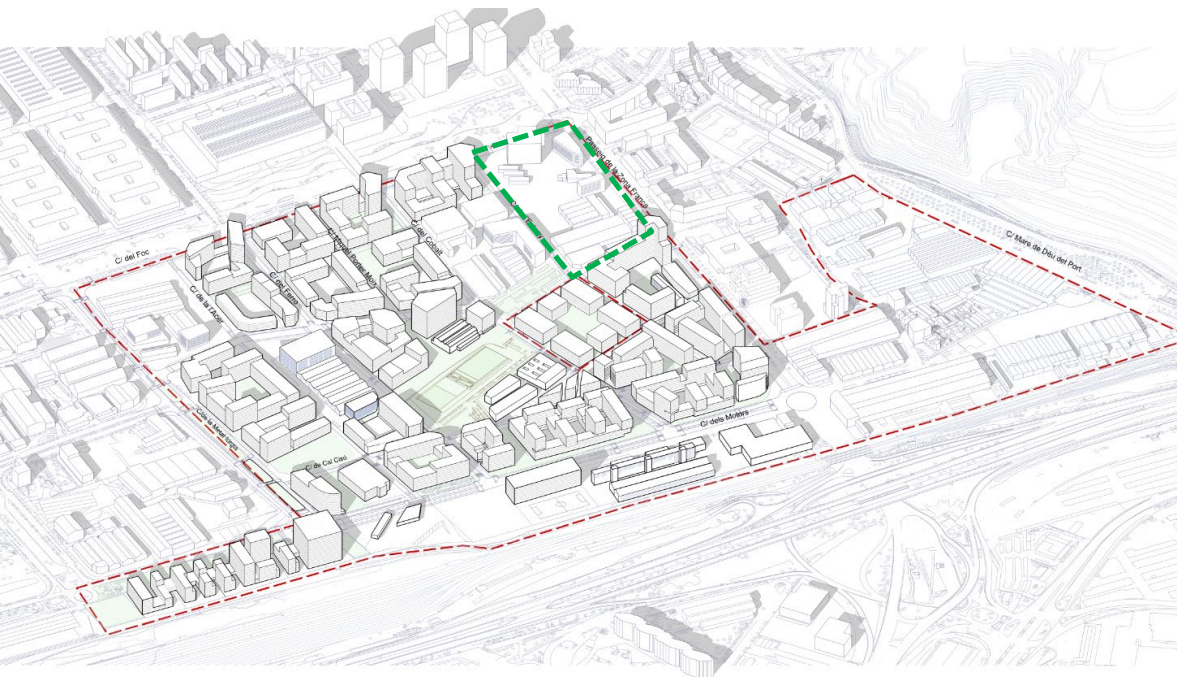 Passeig de la Zona Franca
C/ del Foc
C/ del Cobalt
C/ del Ferro
C/ de la l'Acer
C/ Mare de Déu del Port
C/ dels Motors
C/ de Cal Cisó